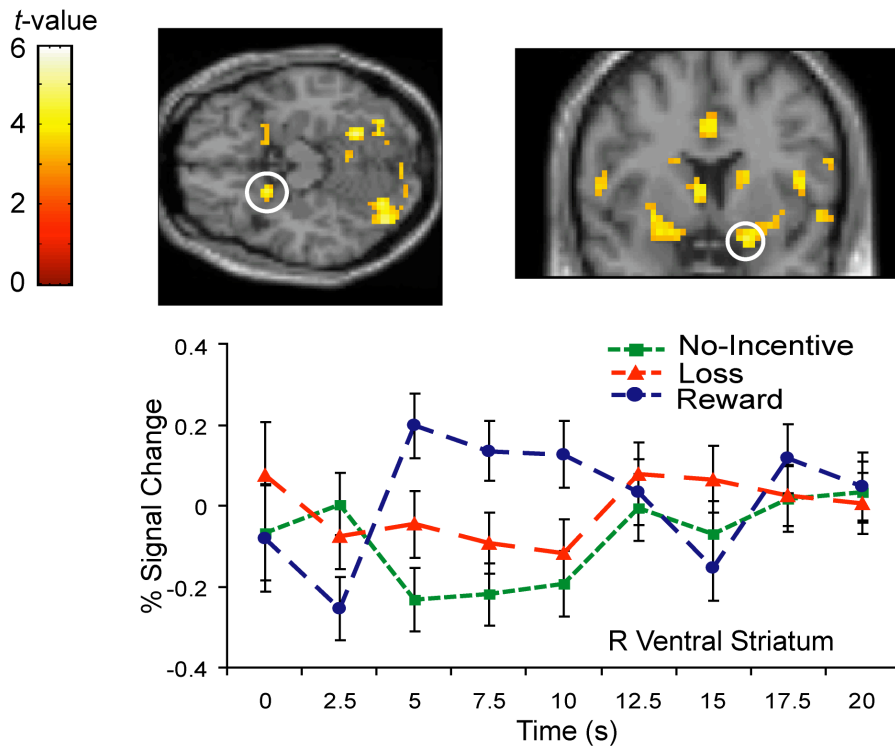 t-value
6
4
2
0
No-Incentive
Loss
Reward
0.4
0.2
0
-0.2
-0.4
% Signal Change
R Ventral Striatum
0 2.5 5 7.5 10 12.5 15 17.5 20
Time (s)